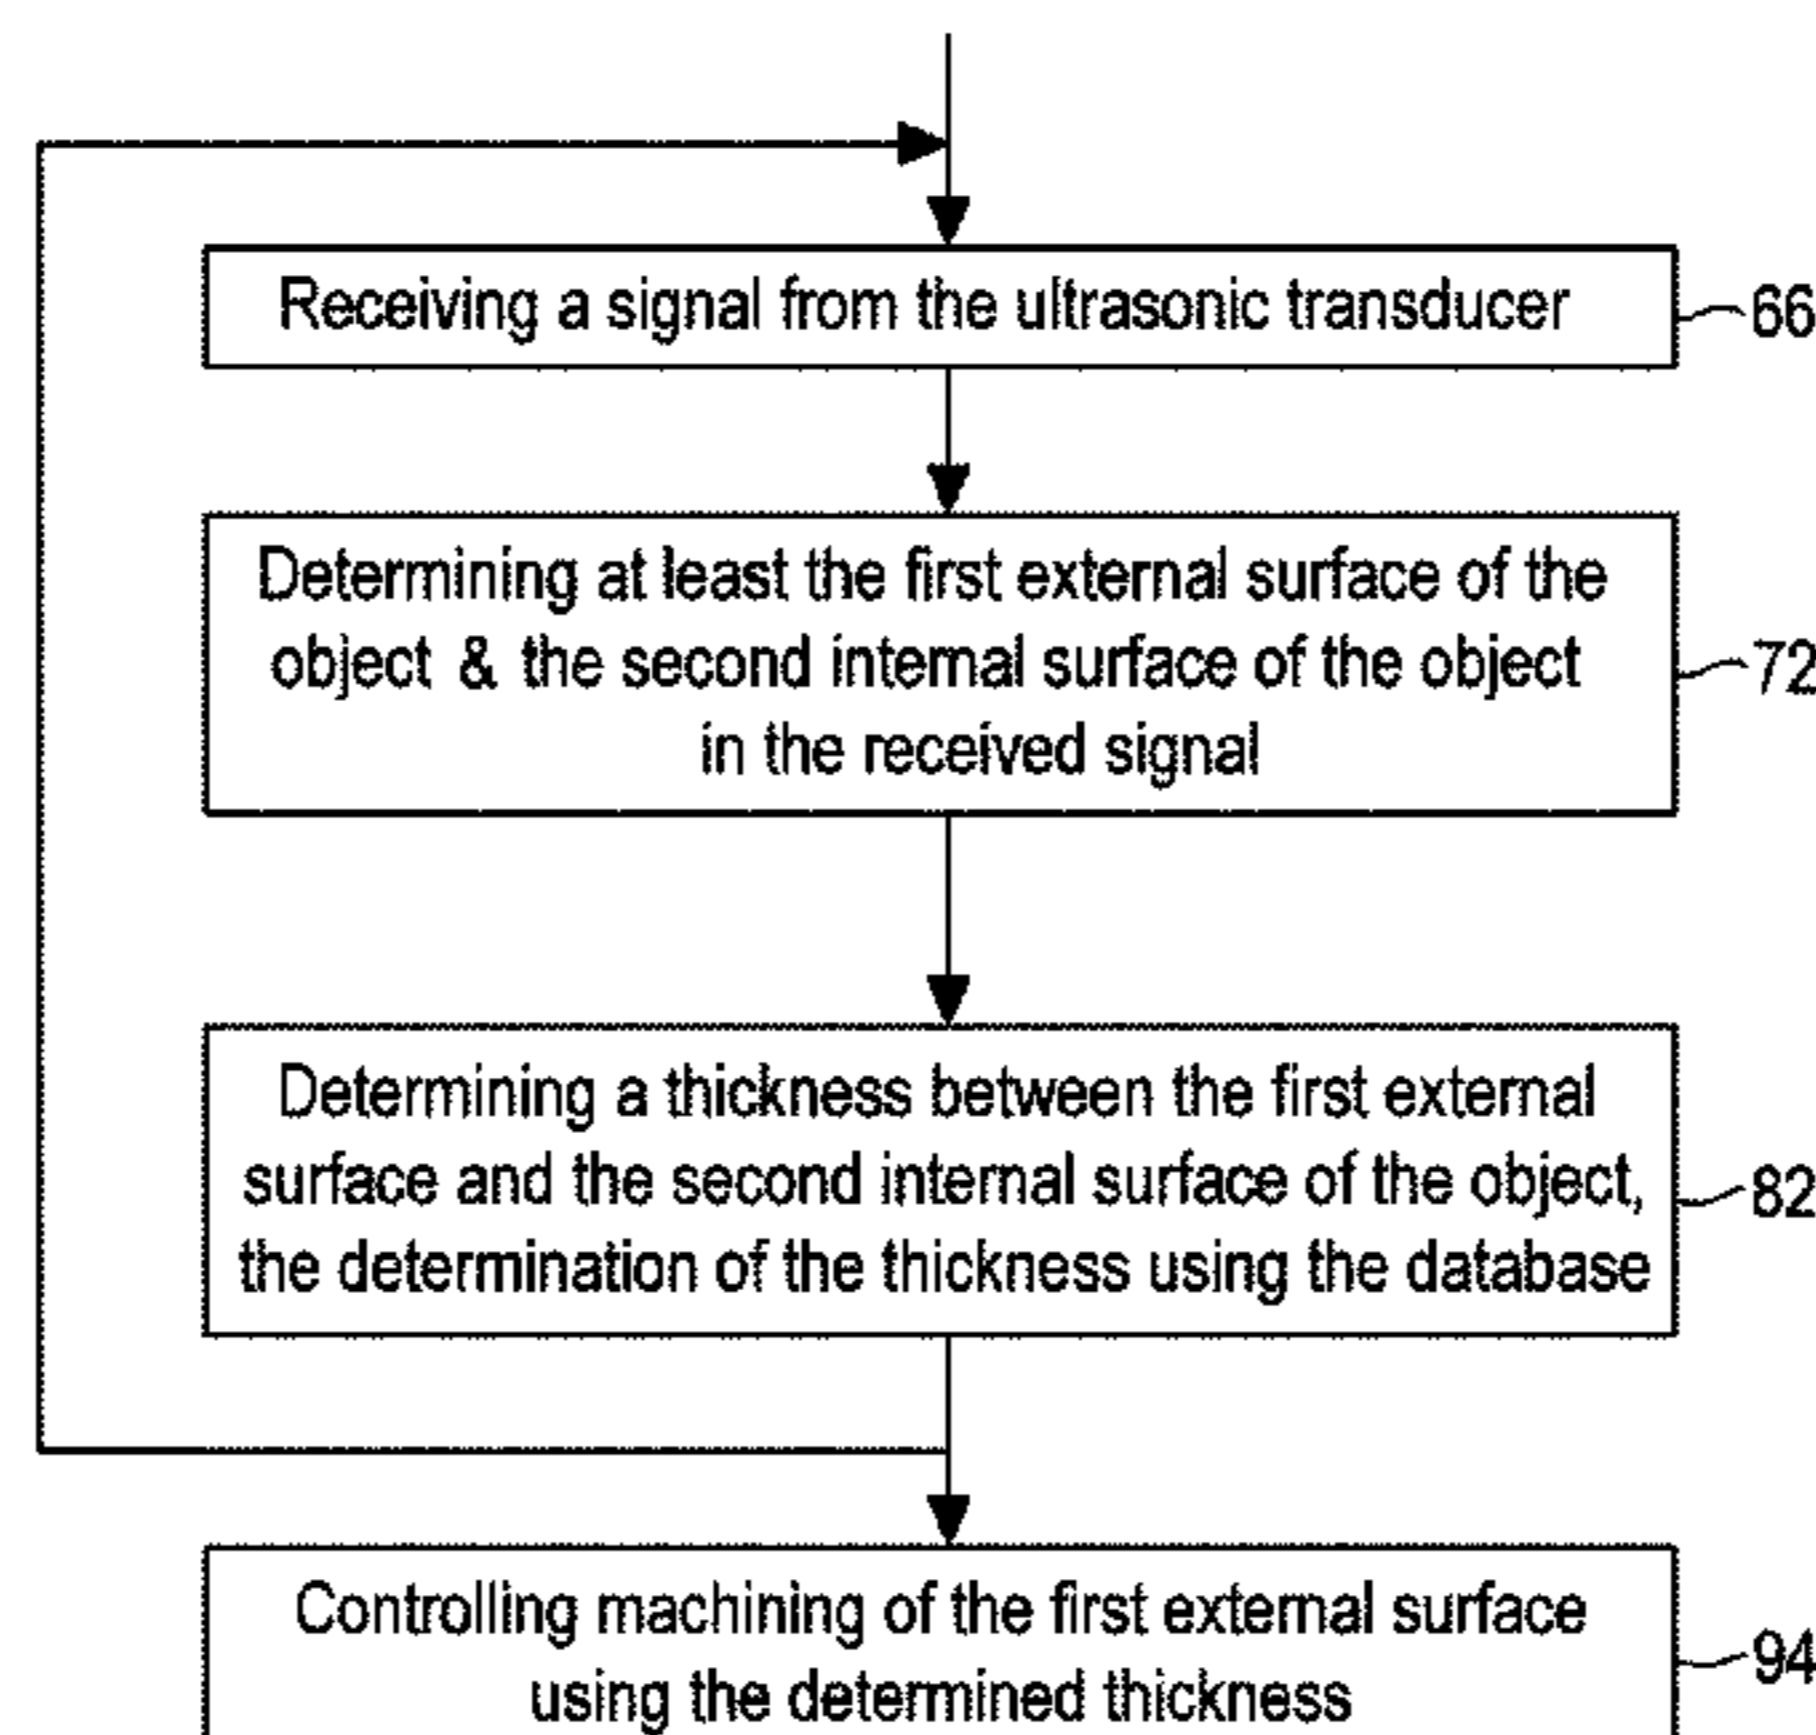 Receiving a signal from the ultrasonic transducer
66
Determining at least the first external surface of the
object & the second internal surface of the object
in the received signal
72
Determining a thickness between the first external
surface and the second internal surface of the object,
the determination of the thickness using the database
82
Controlling machining of the first external surface
using the determined thickness
94